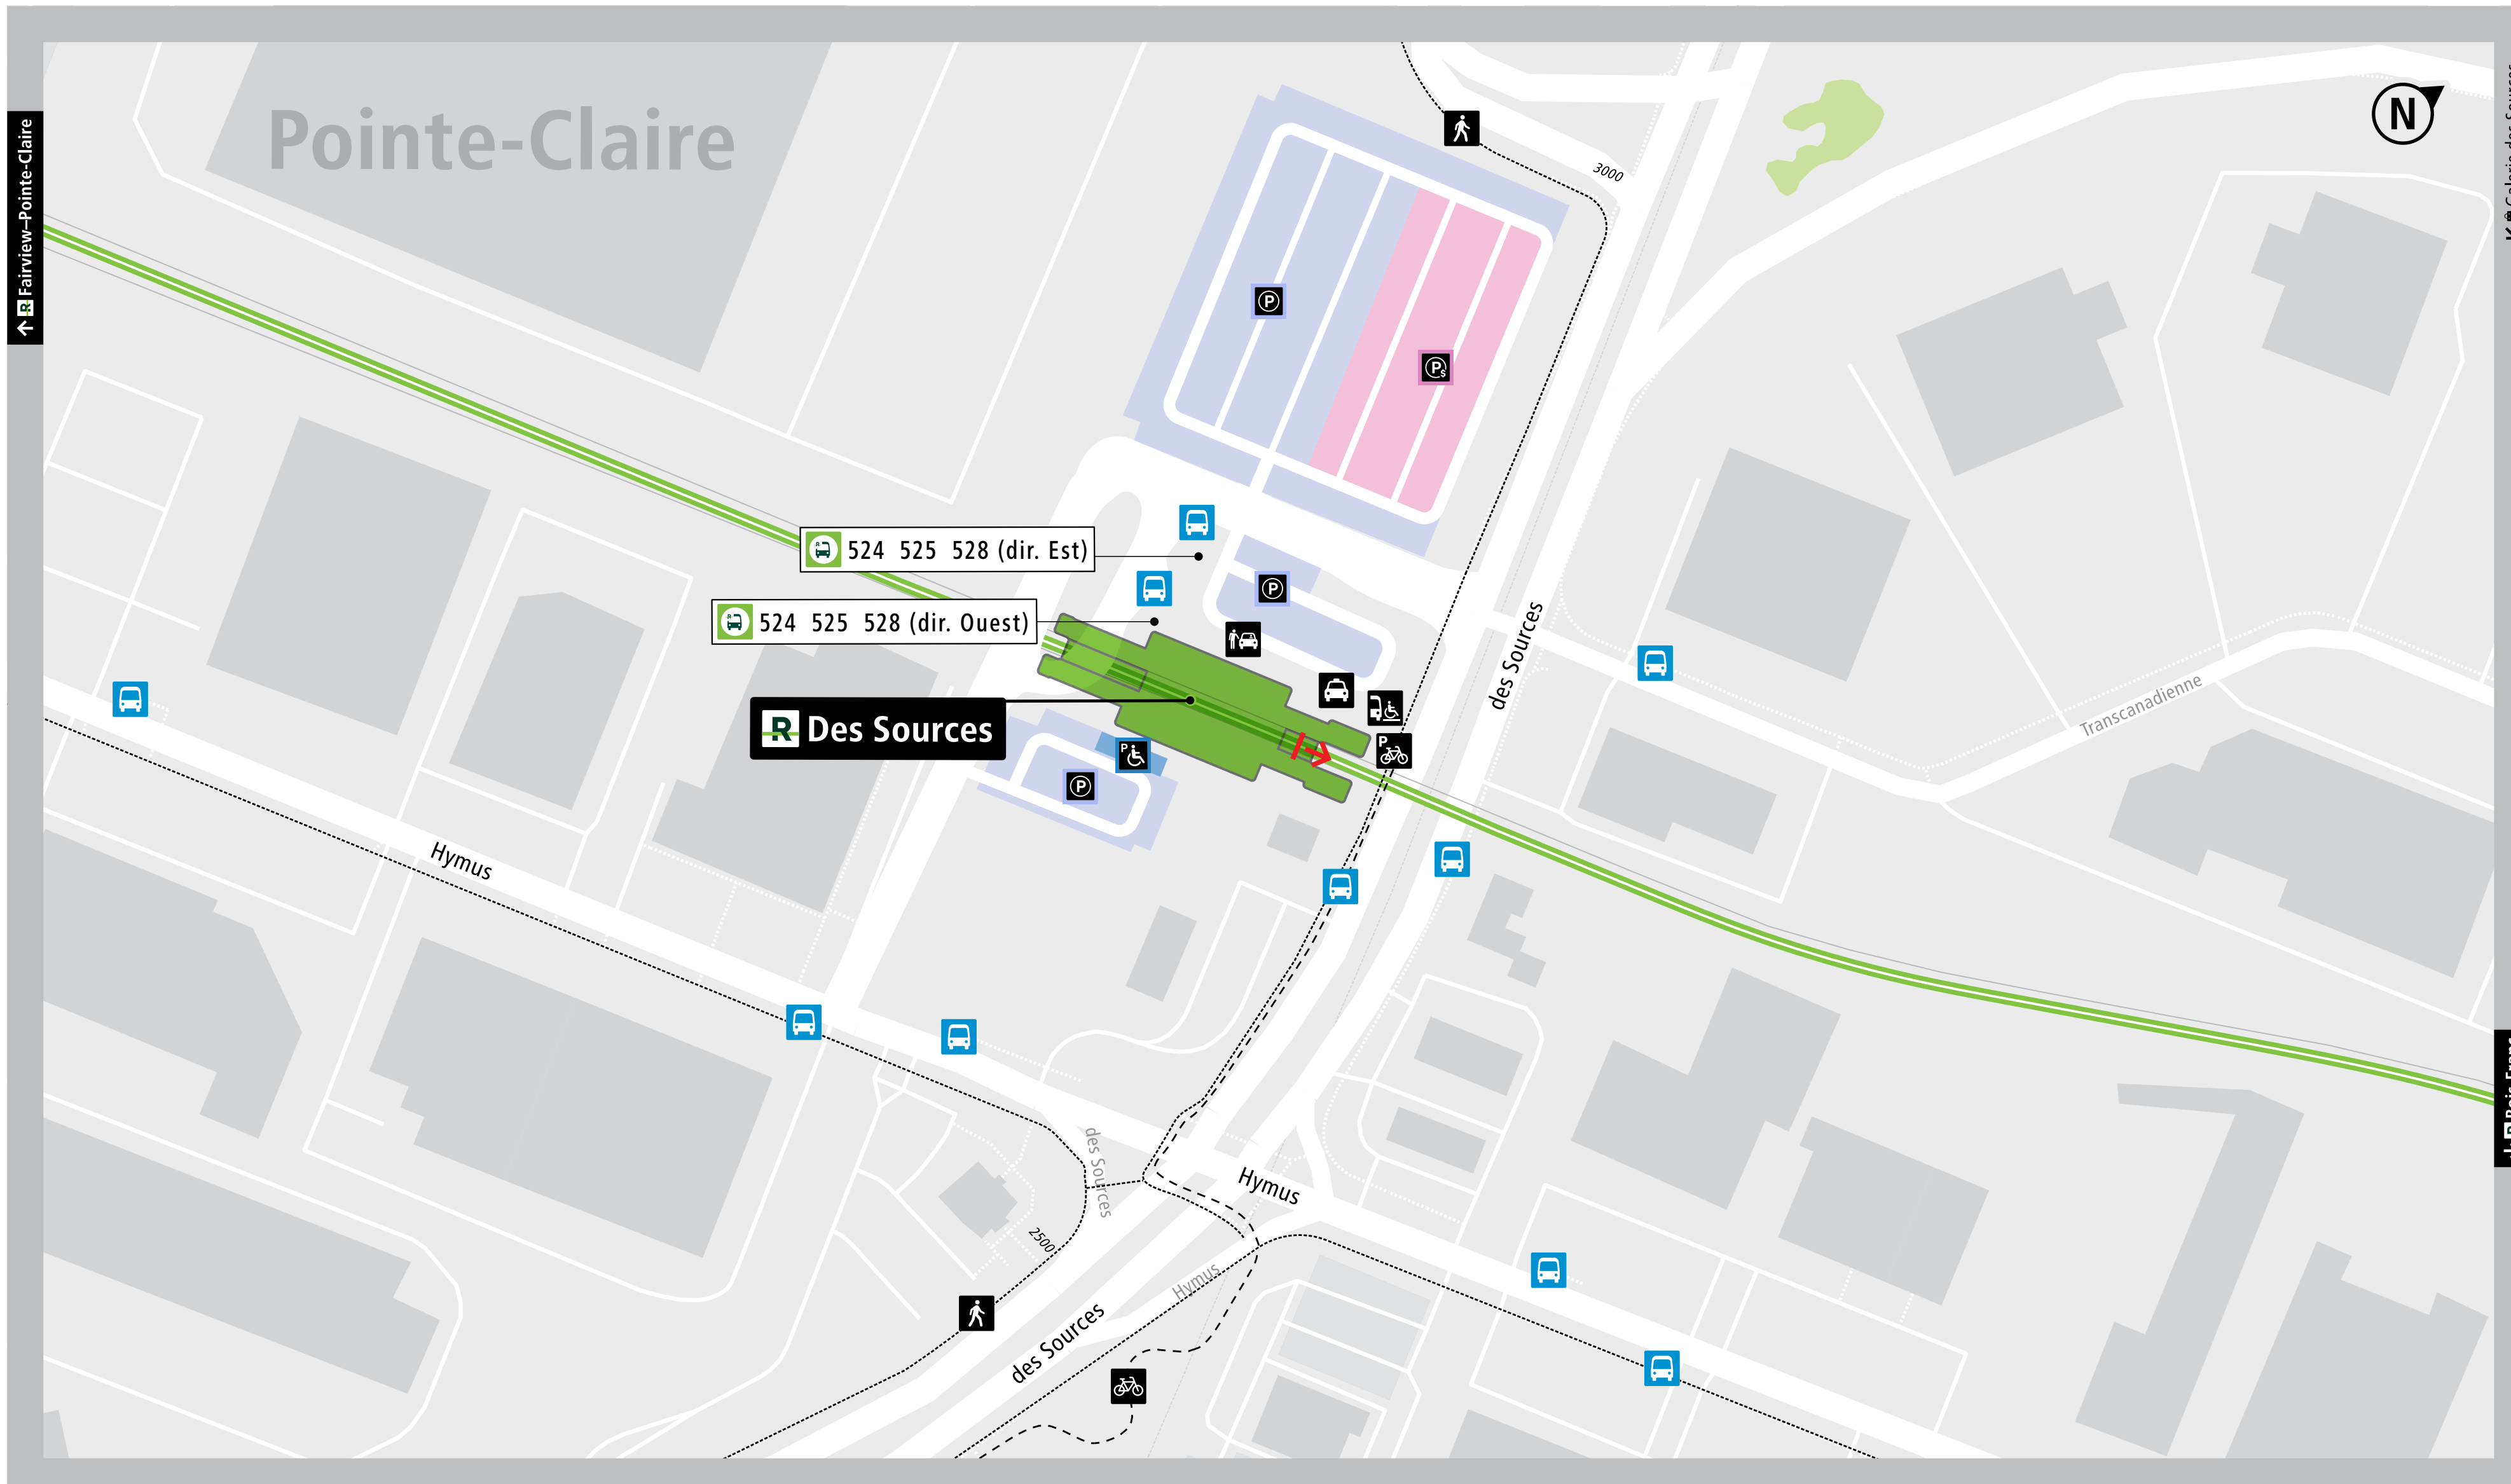 Pointe-Claire
Fairview–Pointe-Claire
N
3000
P
P$
524 525 528 (dir. Est)
P
524 525 528 (dir. Ouest)
des Sources
R Des Sources
P
P
P
Transcanadienne
Hymus
des Sources
Hymus
2500
Hymus
des Sources